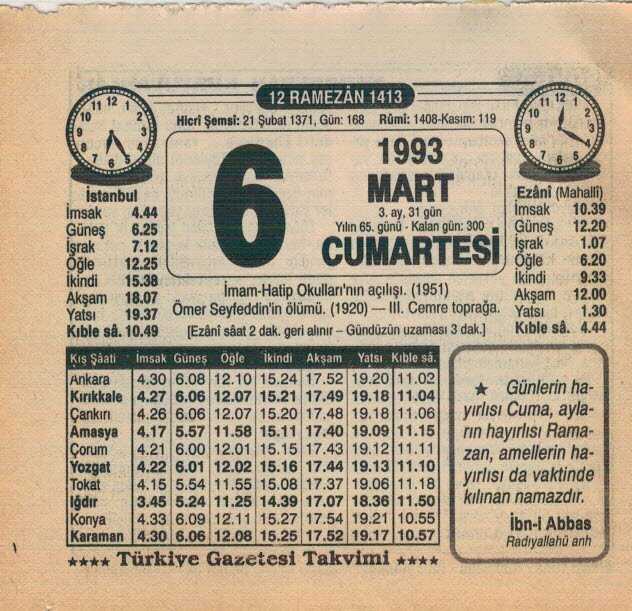 12 RAMEZÂN 1413
Hicrî Şemsî: 21 Şubat 1371, Gün: 168 Rûmî: 1408-Kasım: 119
6
1993
MART
3. ay, 31 gün
Yılın 65. günü - Kalan gün: 300
CUMARTESİ
İstanbul
İmsak 4.44
Güneş 6.25
İşrak 7.12
Öğle 12.25
İkindi 15.38
Akşam 18.07
Yatsı 19.37
Kıble sâ. 10.49
Ezânî (Mahallî)
İmsak 10.39
Güneş 12.20
İşrak 1.07
Öğle 6.20
İkindi 9.33
Akşam 12.00
Yatsı 1.30
Kıble sâ. 4.44
İmam-Hatip Okulları'nın açılışı. (1951)
Ömer Seyfeddin'in ölümü. (1920) — III. Cemre toprağa.
[Ezânî sâat 2 dak. geri alınır – Gündüzün uzaması 3 dak.]
Kış Sâati İmsak Güneş Öğle İkindi Akşam Yatsı Kıble sâ.
Ankara 4.30 6.08 12.10 15.24 17.52 19.20 11.02
Kırıkkale 4.27 6.06 12.07 15.21 17.49 19.18 11.04
Çankırı 4.26 6.06 12.07 15.20 17.48 19.18 11.06
Amasya 4.17 5.57 11.58 15.11 17.40 19.09 11.15
Çorum 4.21 6.00 12.01 15.15 17.43 19.12 11.11
Yozgat 4.22 6.01 12.02 15.16 17.44 19.13 11.10
Tokat 4.15 5.54 11.55 15.08 17.37 19.06 11.18
Iğdır 3.45 5.24 11.25 14.39 17.07 18.36 11.50
Konya 4.33 6.09 12.11 15.27 17.54 19.21 10.55
Karaman 4.30 6.06 12.08 15.25 17.52 19.17 10.57
★★★★ Türkiye Gazetesi Takvimi ★★★★
★ Günlerin ha-
yırlısı Cuma, ayla-
rın hayırlısı Rama-
zan, amellerin ha-
yırlısı da vaktinde
kılınan namazdır.
İbn-i Abbas
Radıyallahü anh